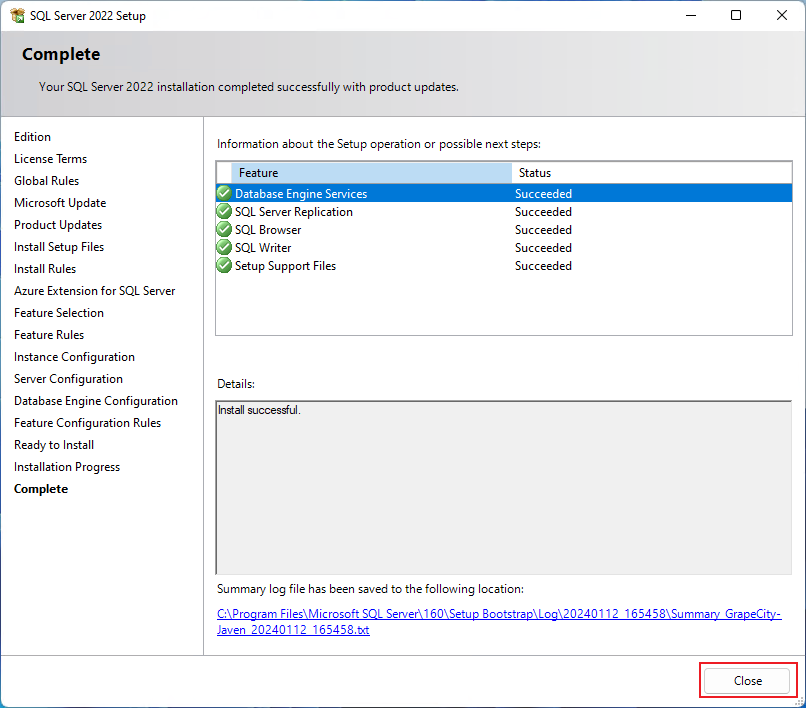 SQL Server 2022 Setup
Complete
Your SQL Server 2022 installation completed successfully with product updates.
Edition
License Terms
Global Rules
Microsoft Update
Product Updates
Install Setup Files
Install Rules
Azure Extension for SQL Server
Feature Selection
Feature Rules
Instance Configuration
Server Configuration
Database Engine Configuration
Feature Configuration Rules
Ready to Install
Installation Progress
Complete
Information about the Setup operation or possible next steps:
Feature Status
Database Engine Services Succeeded
SQL Server Replication Succeeded
SQL Browser Succeeded
SQL Writer Succeeded
Setup Support Files Succeeded
Details:
Install successful.
Summary log file has been saved to the following location:
C:\Program Files\Microsoft SQL Server\160\Setup Bootstrap\Log\20240112_165458\Summary_GrapeCity-
Javen_20240112_165458.txt
Close